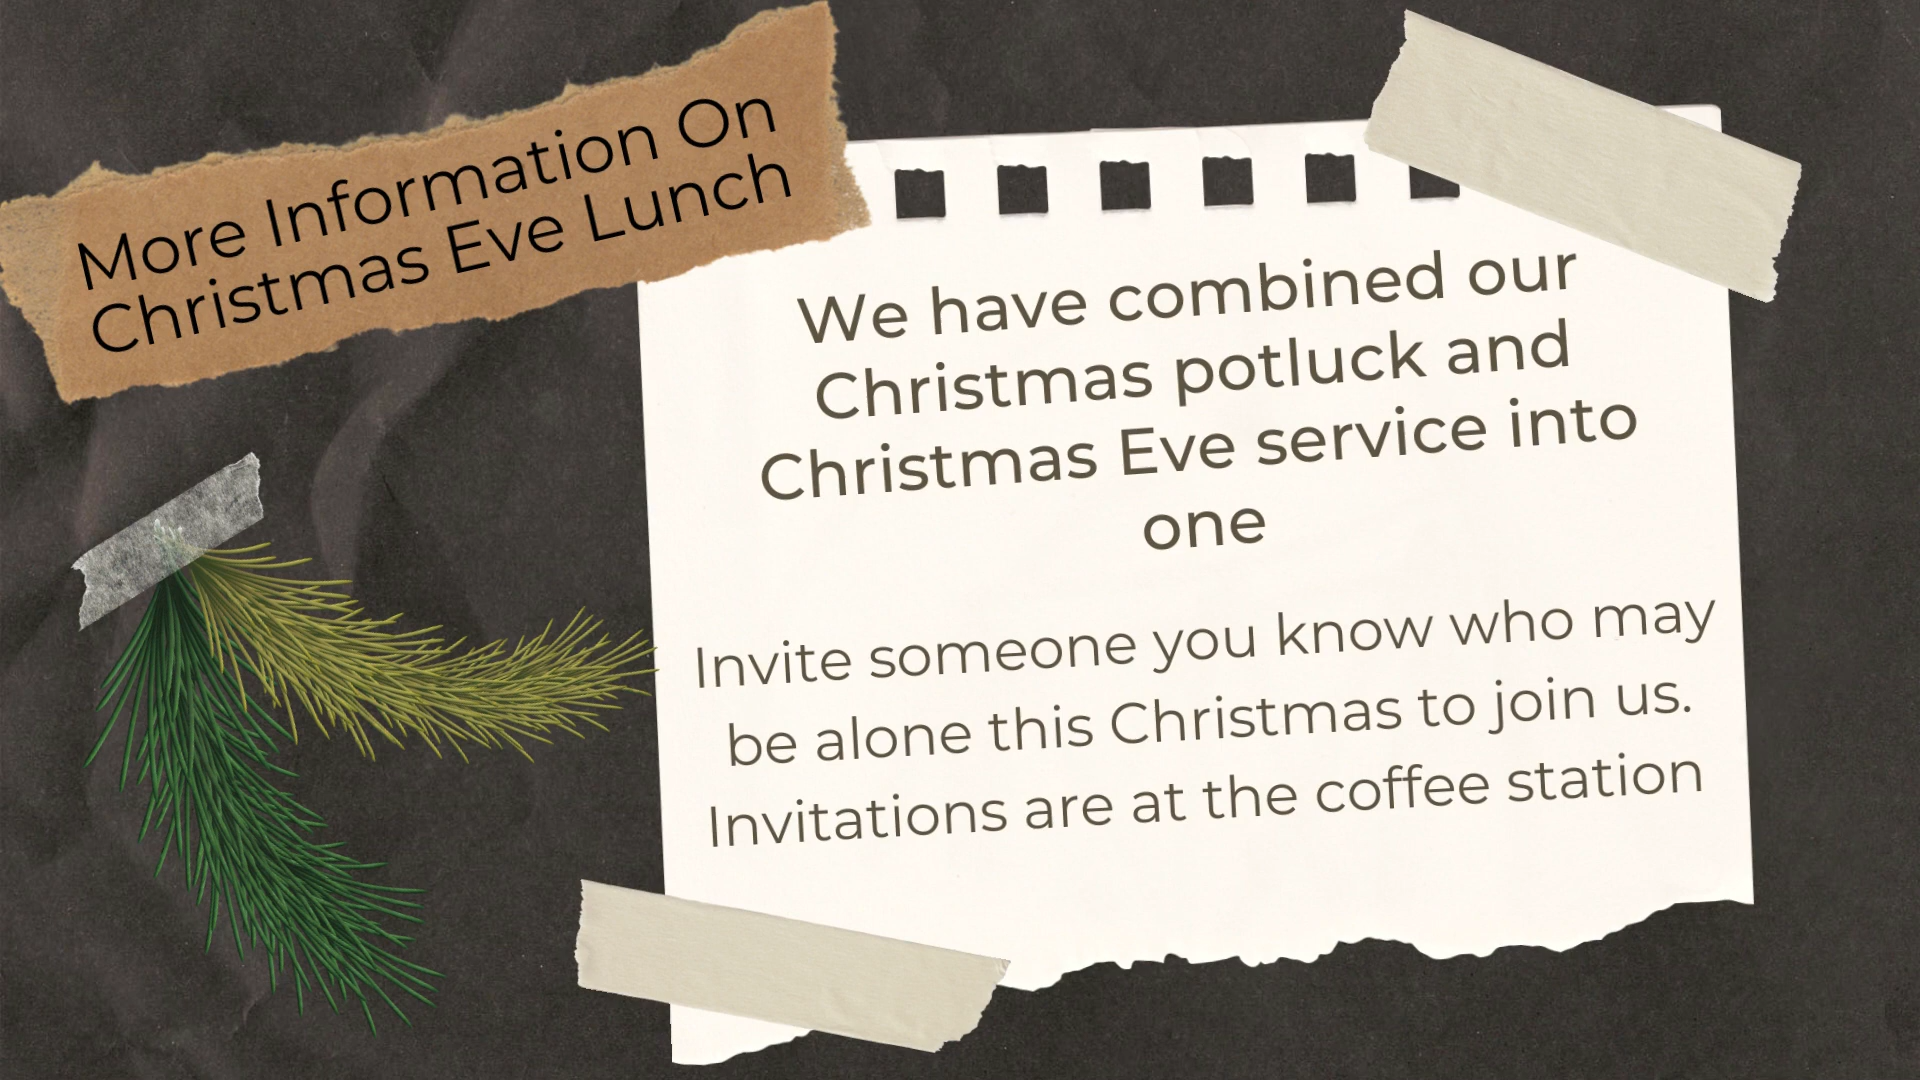 More Information On
Christmas Eve Lunch
We have combined our
Christmas potluck and
Christmas Eve service into
one
Invite someone you know who may
be alone this Christmas to join us.
Invitations are at the coffee station